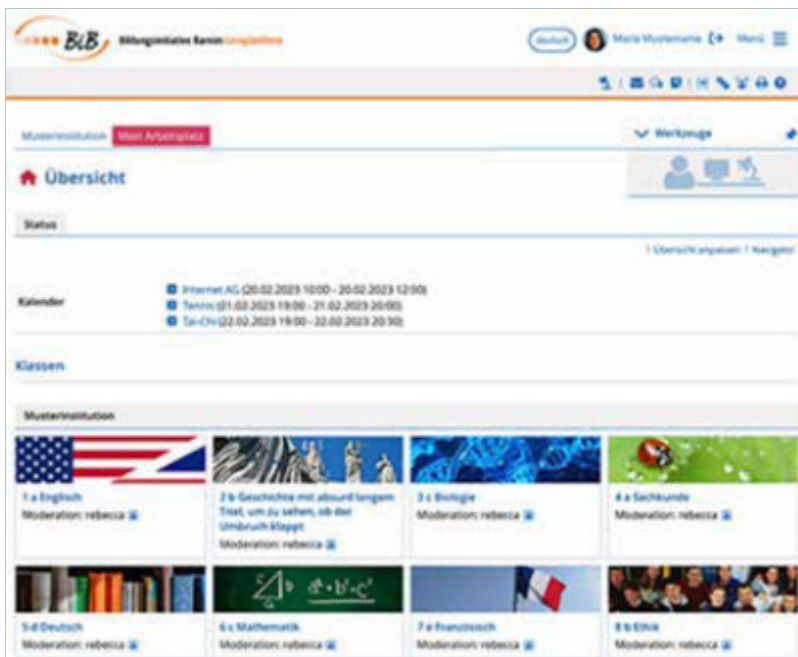 BiB Bildungsinitiative Barnim Lernplattform
deutsch Maria Mustername Menü
Musterinstitution Mein Arbeitsplatz
Werkzeuge
Übersicht
Status
Übersicht anpassen Navigator
Kalender
Internet AG (20.02.2023 10:00 - 20.02.2023 12:00)
Tennis (21.02.2023 19:00 - 21.02.2023 20:00)
Tai-Chi (22.02.2023 19:00 - 22.02.2023 20:30)
Klassen
Musterinstitution
1 a Englisch
Moderation: rebecca
2 b Geschichte mit absurd langem
Titel, um zu sehen, ob der
Umbruch klappt
Moderation: rebecca
3 c Biologie
Moderation: rebecca
4 a Sachkunde
Moderation: rebecca
5 d Deutsch
Moderation: rebecca
a²+b²=c²
6 c Mathematik
Moderation: rebecca
7 e Französisch
Moderation: rebecca
8 b Ethik
Moderation: rebecca